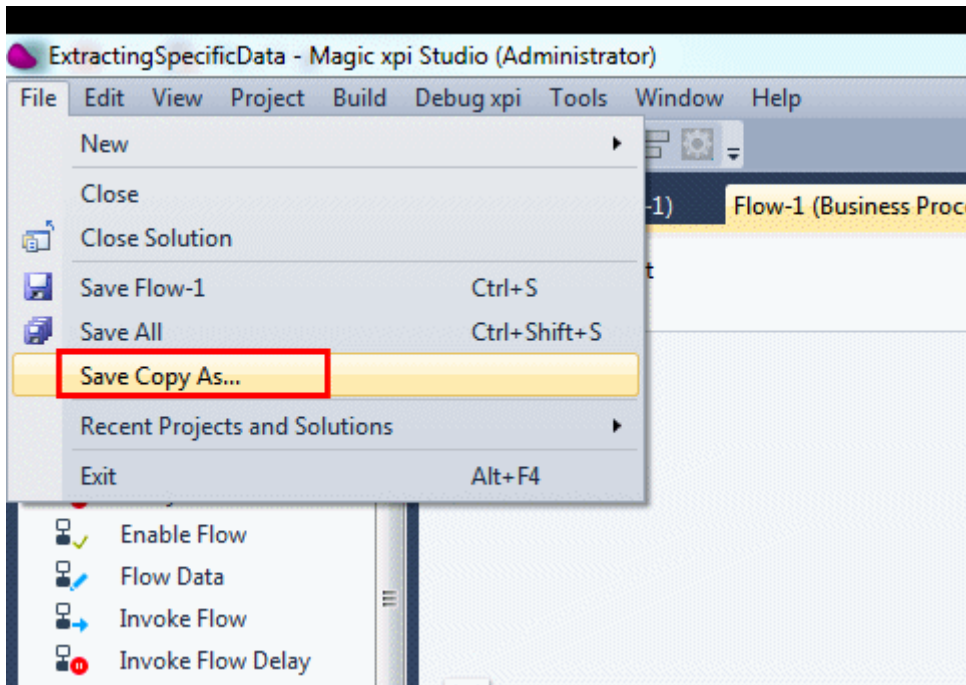 ExtractingSpecificData - Magic xpi Studio (Administrator)
File Edit View Project Build Debug xpi Tools Window Help
New
Close
-1) Flow-1 (Business Proc
Close Solution
t
Save Flow-1 Ctrl+S
Save All Ctrl+Shift+S
Save Copy As...
Recent Projects and Solutions
Exit Alt+F4
Enable Flow
Flow Data
Invoke Flow
Invoke Flow Delay